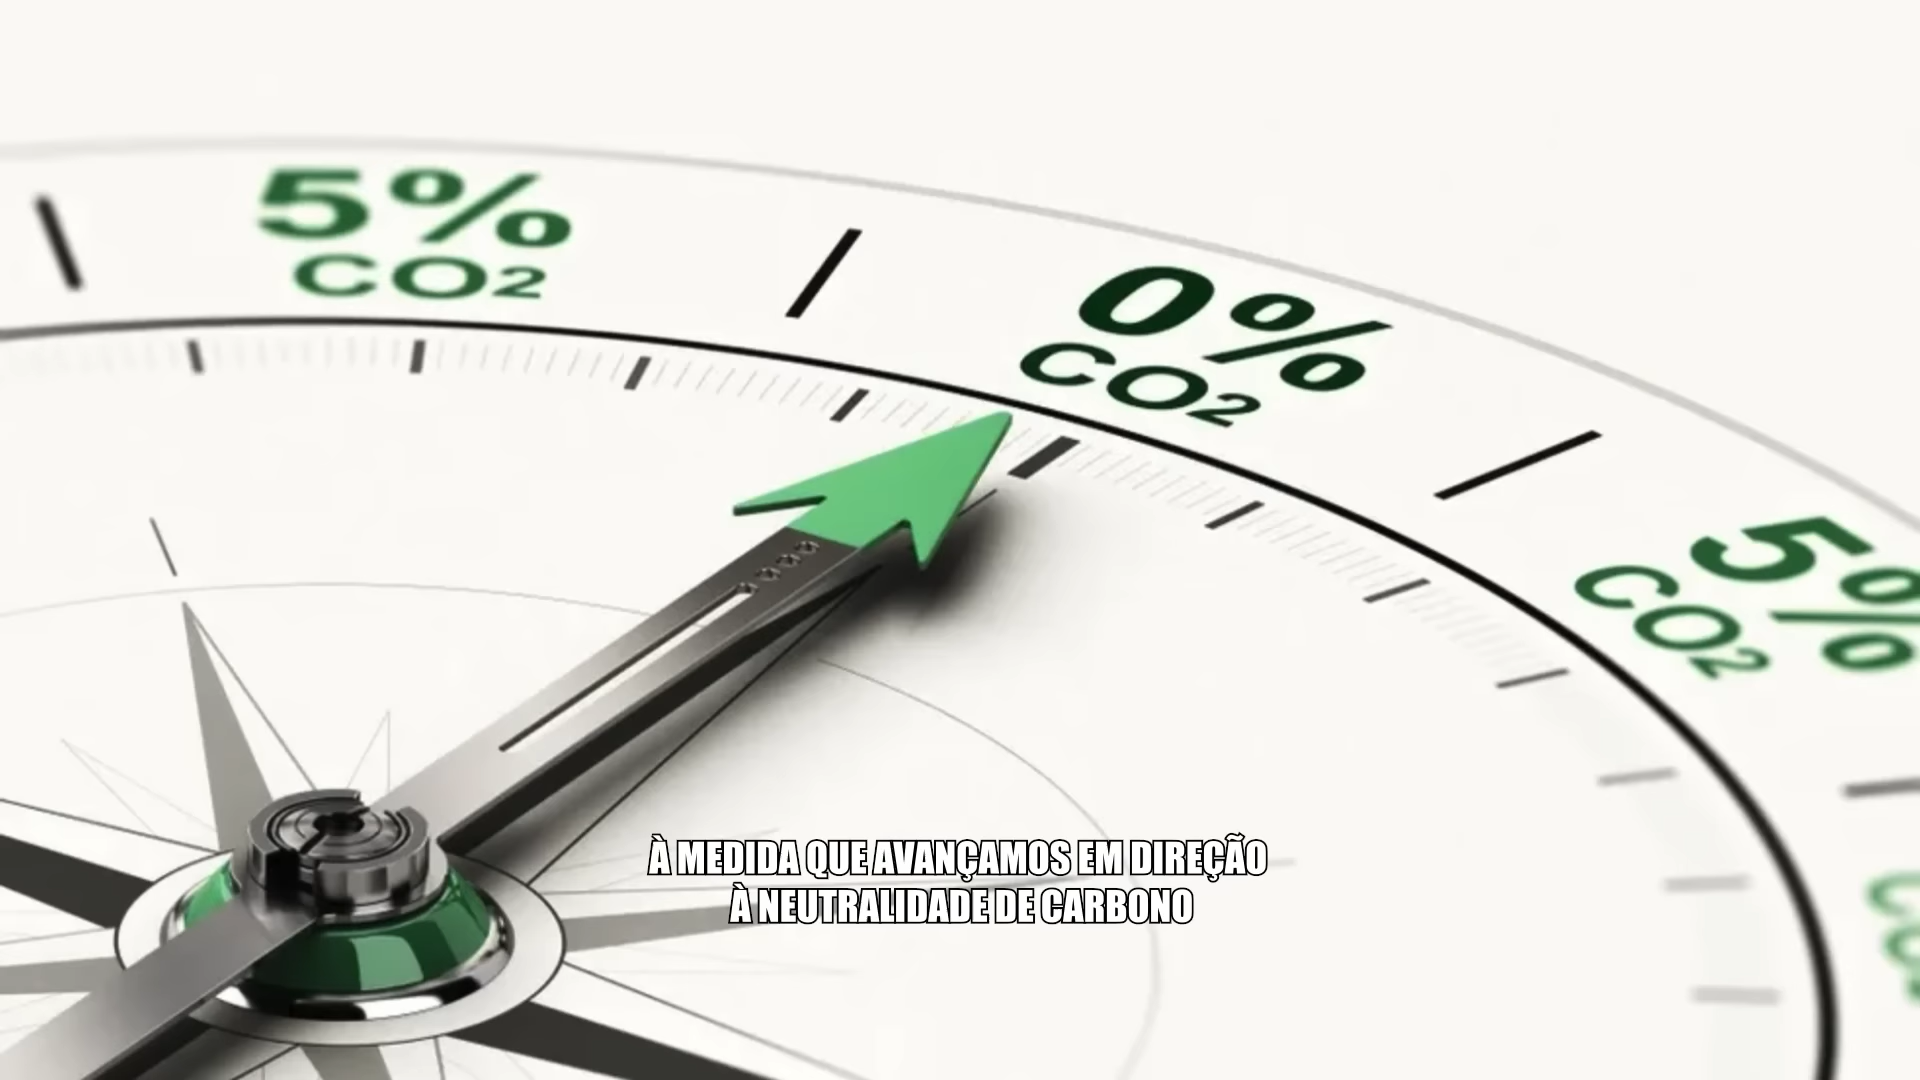 5%
CO2
0%
CO2
5%
CO2
À MEDIDA QUE AVANÇAMOS EM DIREÇÃO
À NEUTRALIDADE DE CARBONO